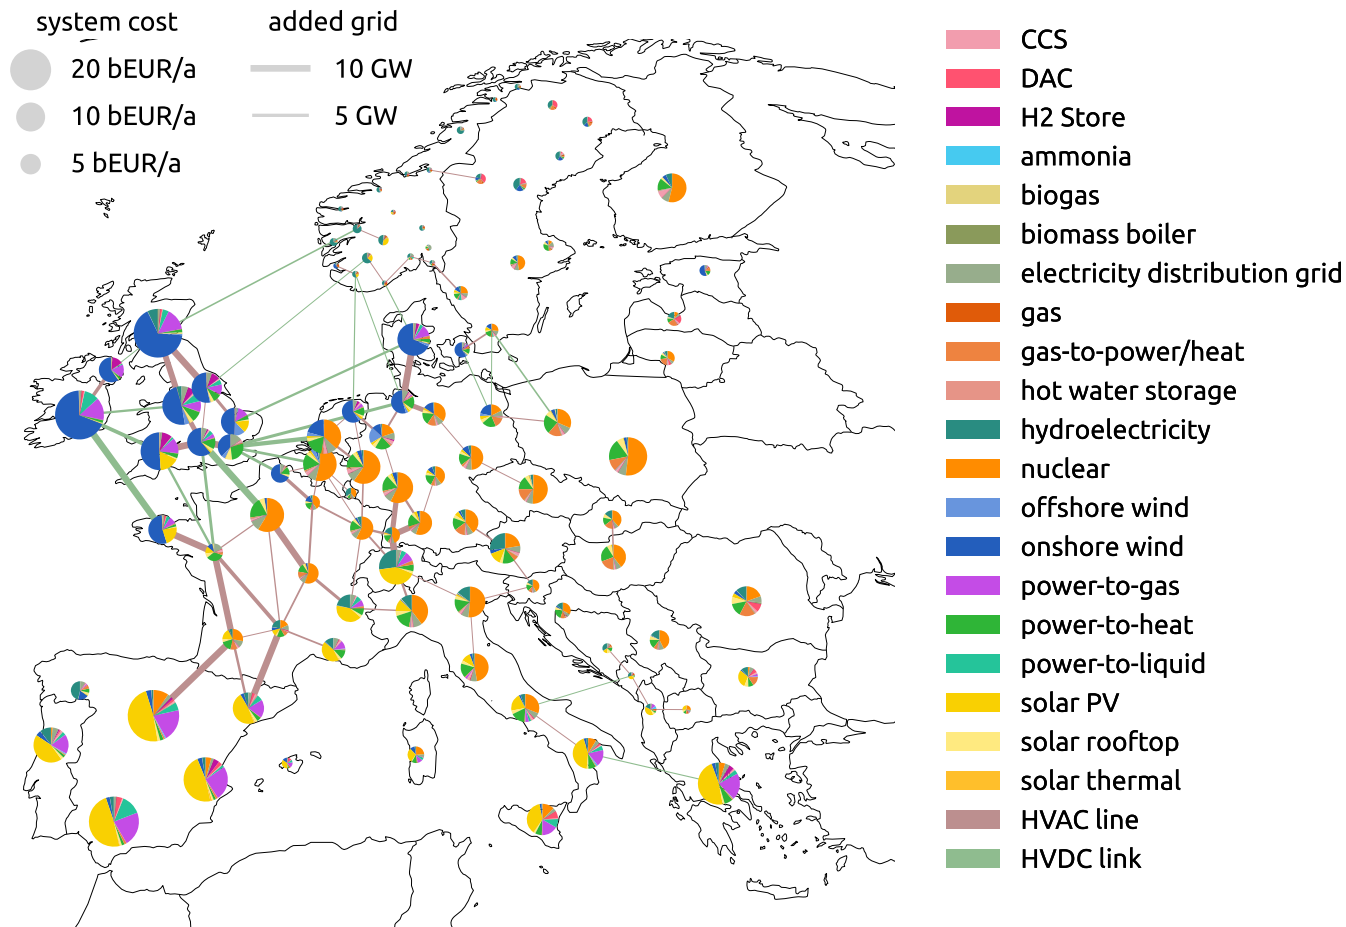 system cost
20 bEUR/a
10 bEUR/a
5 bEUR/a
added grid
10 GW
5 GW
CCS
DAC
H2 Store
ammonia
biogas
biomass boiler
electricity distribution grid
gas
gas-to-power/heat
hot water storage
hydroelectricity
nuclear
offshore wind
onshore wind
power-to-gas
power-to-heat
power-to-liquid
solar PV
solar rooftop
solar thermal
HVAC line
HVDC link